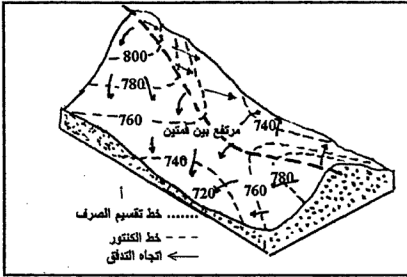 800
780
760
مرتفع بين قمتين
740
740
780
760
720
أ
خط تقسيم الصرف
خط الكنتور
اتجاه التدفق